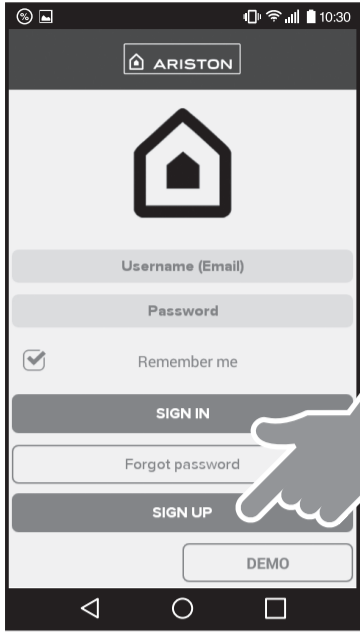 10:30
ARISTON
Username (Email)
Password
Remember me
SIGN IN
Forgot password
SIGN UP
DEMO